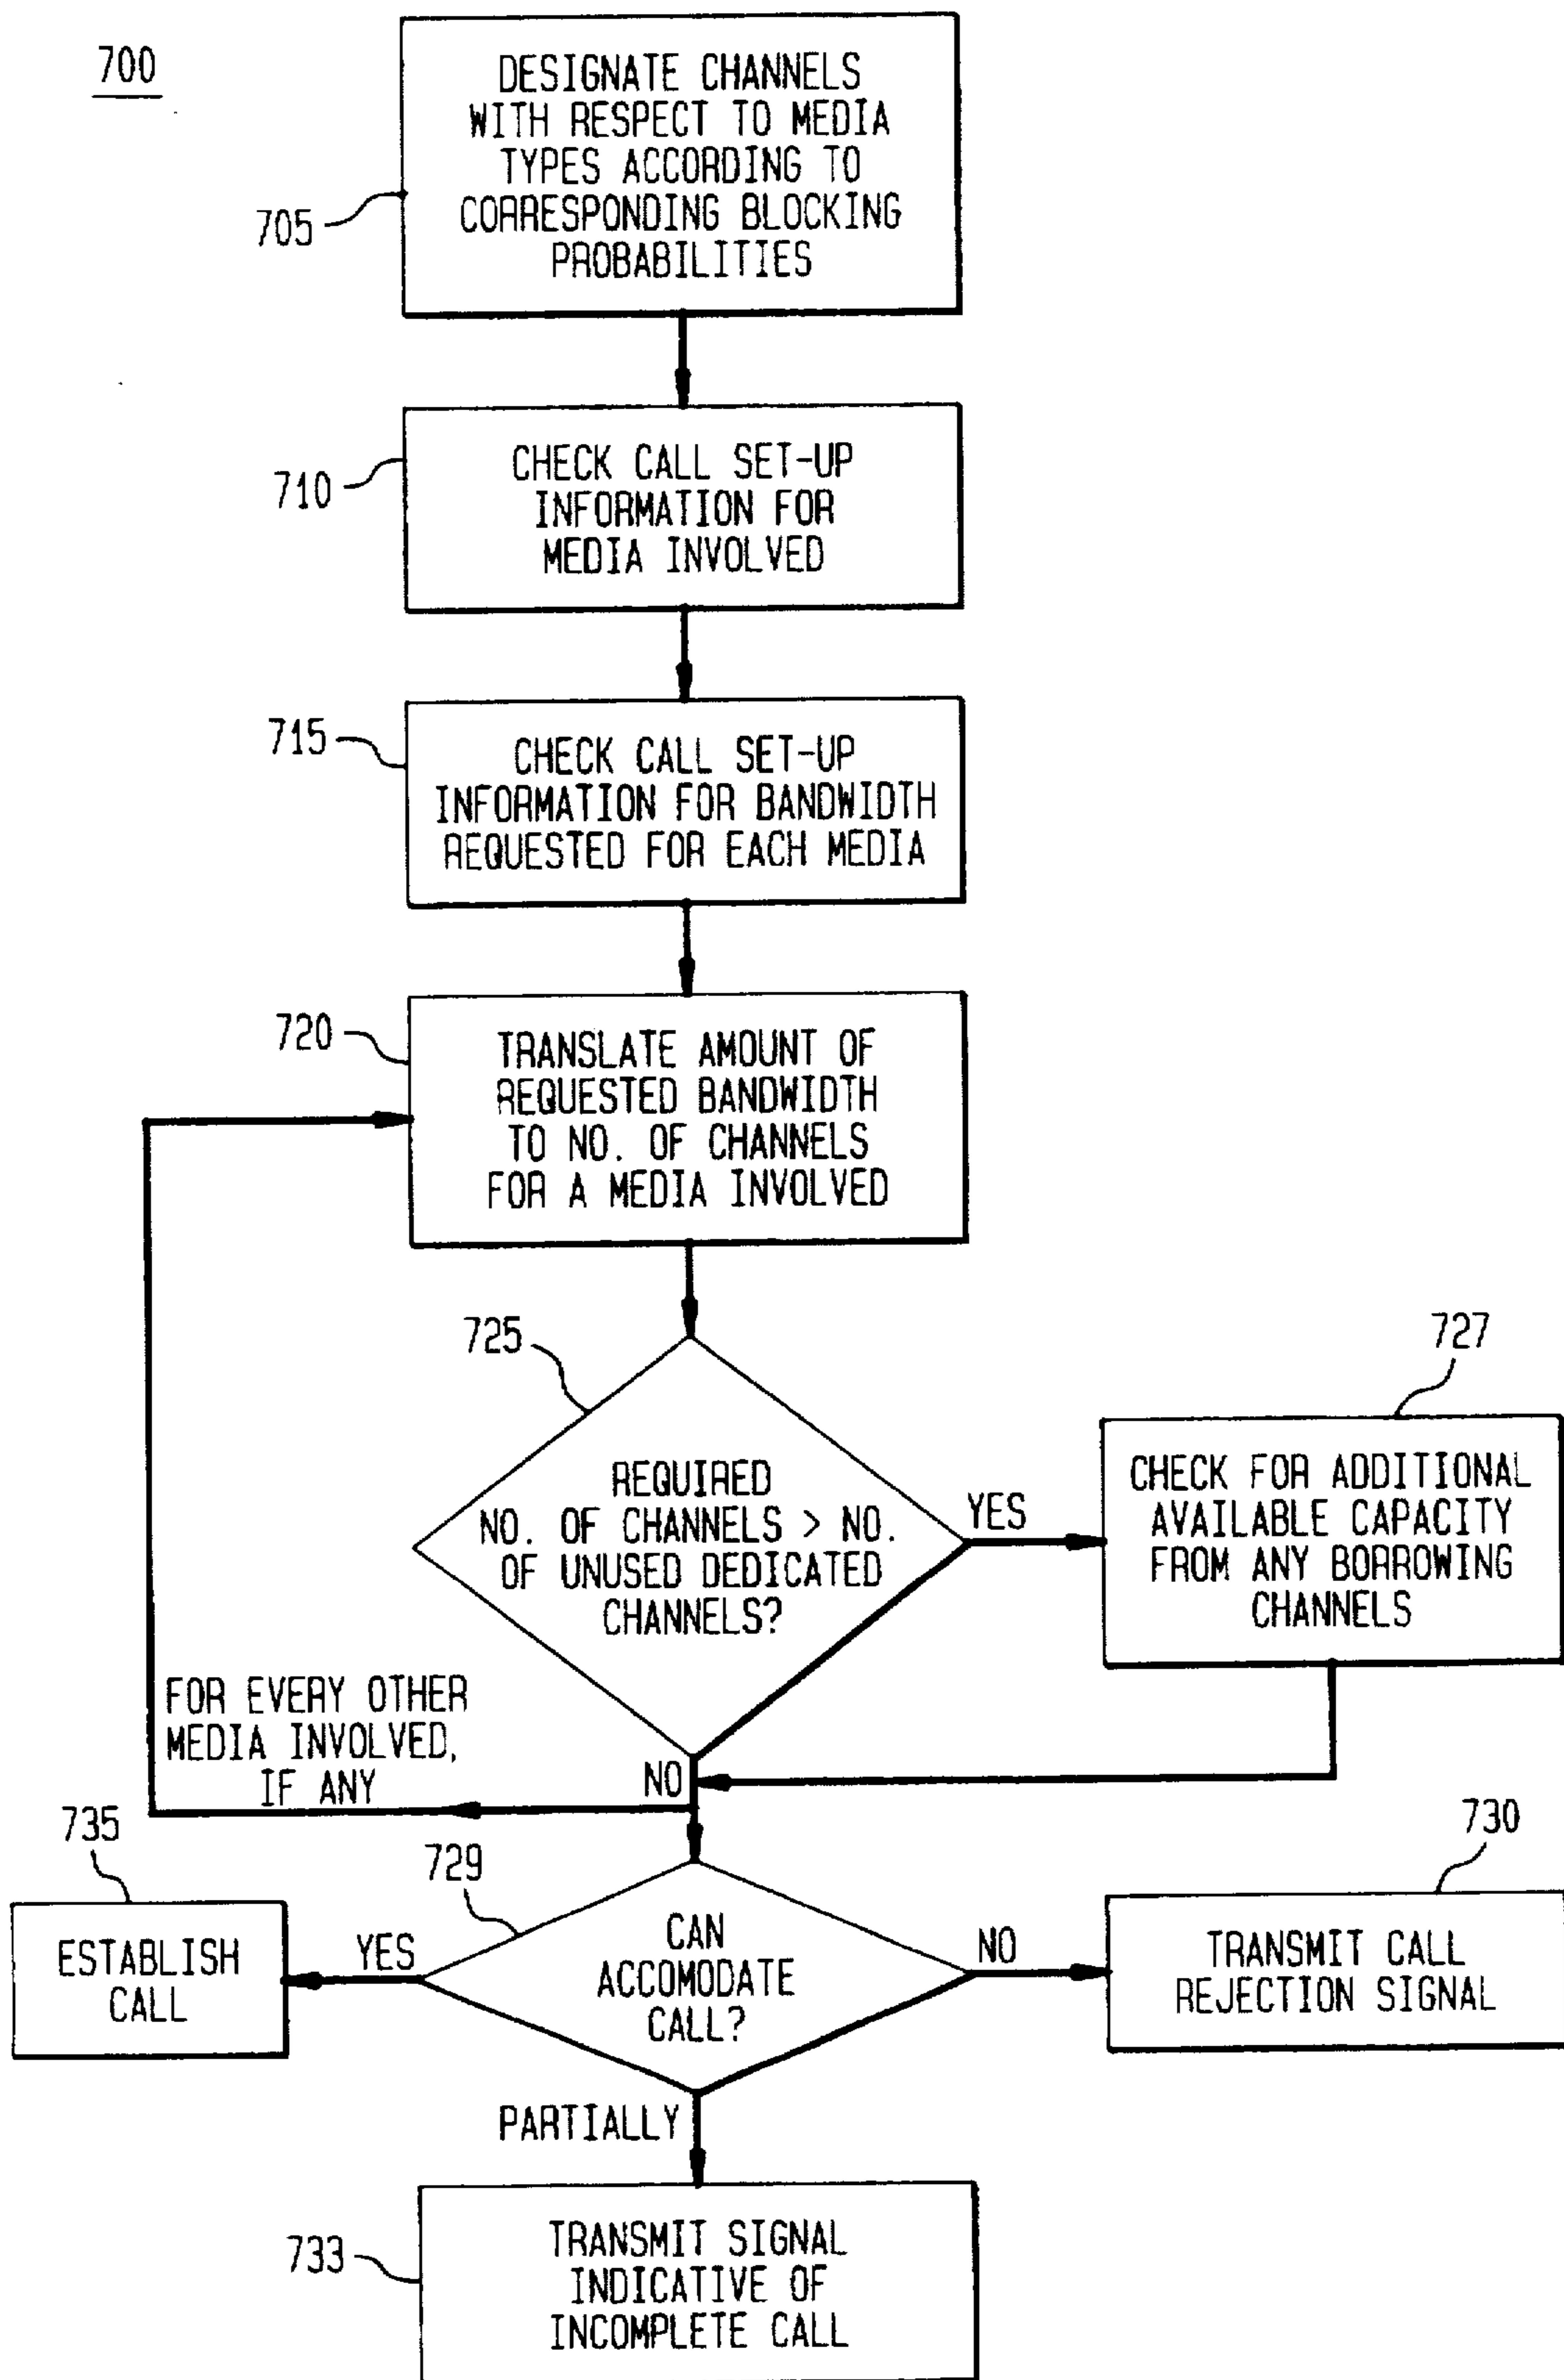 700
DESIGNATE CHANNELS
WITH RESPECT TO MEDIA
TYPES ACCORDING TO
CORRESPONDING BLOCKING
PROBABILITIES
705
CHECK CALL SET-UP
INFORMATION FOR
MEDIA INVOLVED
710
715
CHECK CALL SET-UP
INFORMATION FOR BANDWIDTH
REQUESTED FOR EACH MEDIA
720
TRANSLATE AMOUNT OF
REQUESTED BANDWIDTH
TO NO. OF CHANNELS
FOR A MEDIA INVOLVED
725
REQUIRED
NO. OF CHANNELS > NO.
OF UNUSED DEDICATED
CHANNELS?
YES
727
CHECK FOR ADDITIONAL
AVAILABLE CAPACITY
FROM ANY BORROWING
CHANNELS
FOR EVERY OTHER
MEDIA INVOLVED,
IF ANY
NO
735
ESTABLISH
CALL
YES
729
CAN
ACCOMODATE
CALL?
NO
730
TRANSMIT CALL
REJECTION SIGNAL
PARTIALLY
733
TRANSMIT SIGNAL
INDICATIVE OF
INCOMPLETE CALL